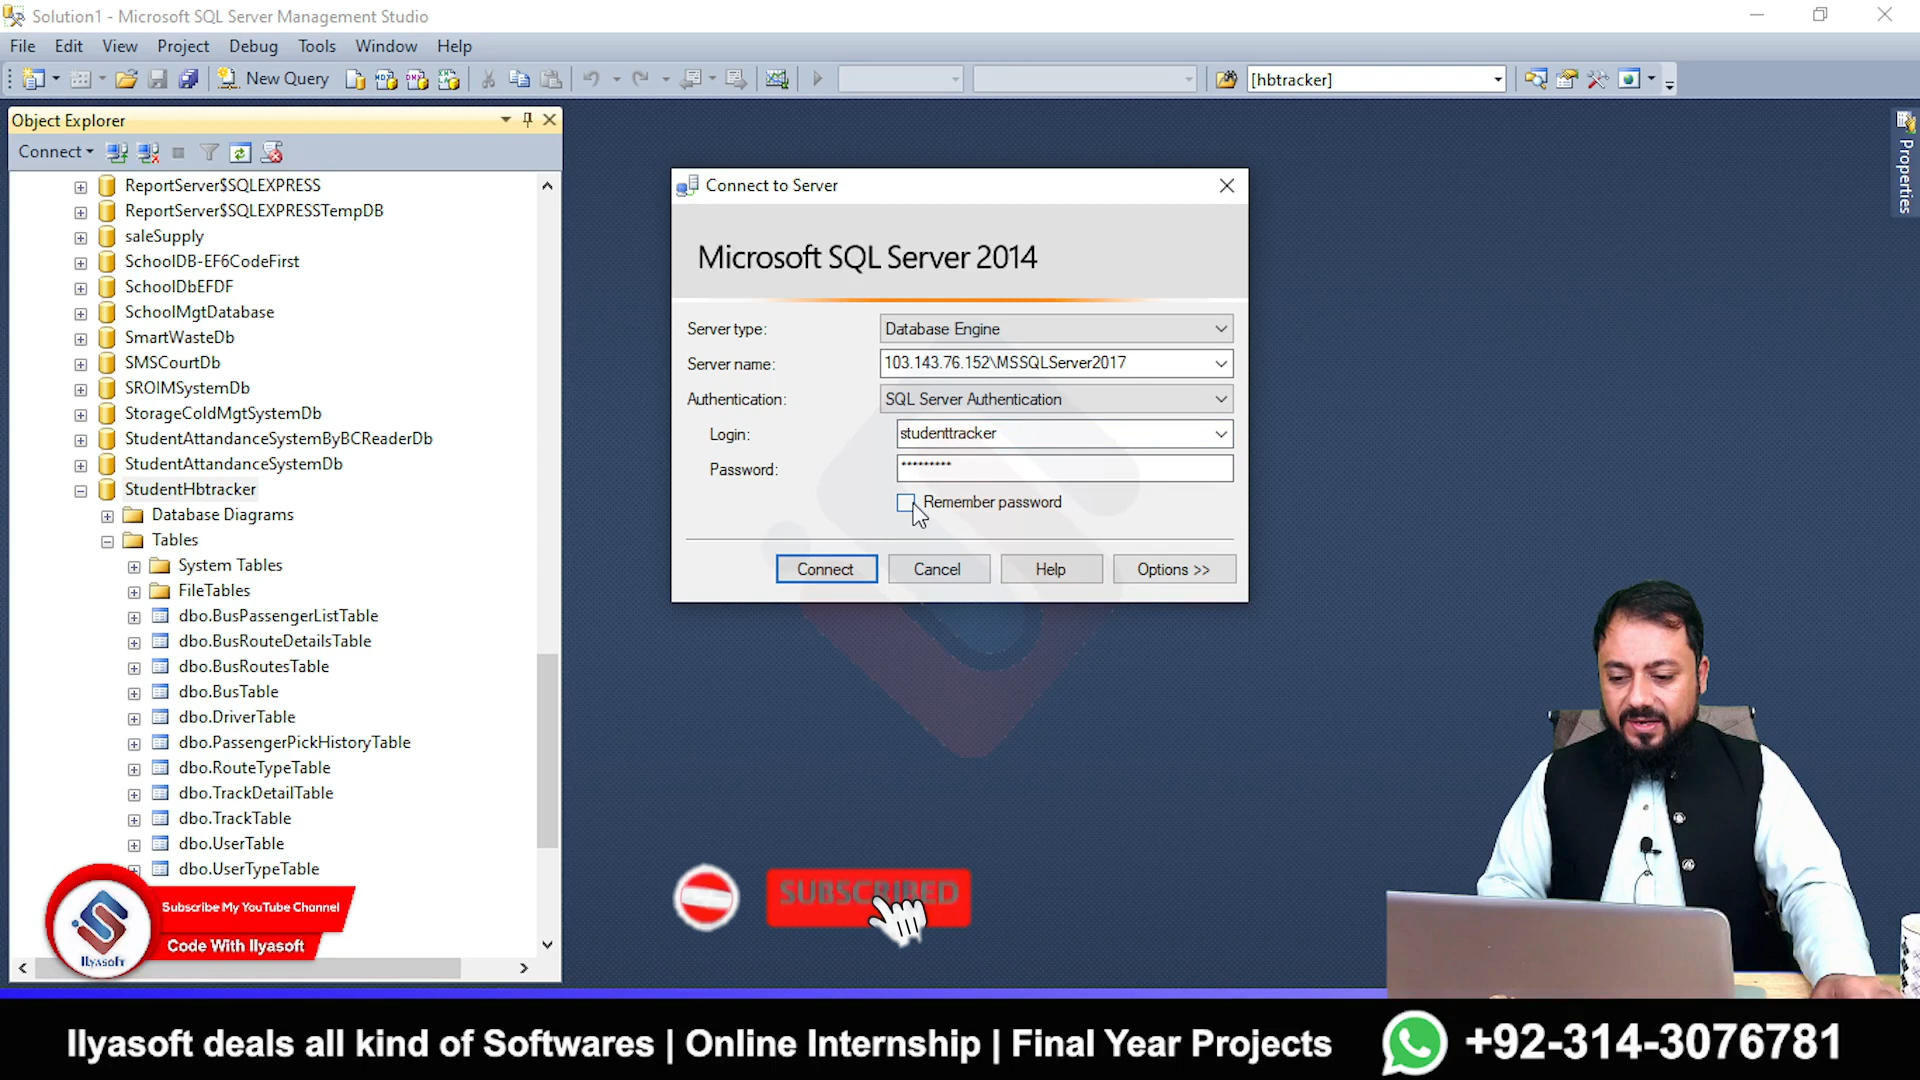 Solution1 - Microsoft SQL Server Management Studio
File Edit View Project Debug Tools Window Help
New Query
[hbtracker]
Object Explorer
Connect
ReportServer$SQLEXPRESS
ReportServer$SQLEXPRESSTempDB
saleSupply
SchoolDB-EF6CodeFirst
SchoolDbEFDF
SchoolMgtDatabase
SmartWasteDb
SMSCourtDb
SROIMSystemDb
StorageColdMgtSystemDb
StudentAttandanceSystemByBCReaderDb
StudentAttandanceSystemDb
StudentHbtracker
Database Diagrams
Tables
System Tables
FileTables
dbo.BusPassengerListTable
dbo.BusRouteDetailsTable
dbo.BusRoutesTable
dbo.BusTable
dbo.DriverTable
dbo.PassengerPickHistoryTable
dbo.RouteTypeTable
dbo.TrackDetailTable
dbo.TrackTable
dbo.UserTable
dbo.UserTypeTable
Connect to Server
Microsoft SQL Server 2014
Server type: Database Engine
Server name: 103.143.76.152\MSSQLServer2017
Authentication: SQL Server Authentication
Login: studenttracker
Password: *********
Remember password
Connect Cancel Help Options >>
Properties
SUBSCRIBED
Subscribe My YouTube Channel
Code With Ilyasoft
Ilyasoft
Ilyasoft deals all kind of Softwares | Online Internship | Final Year Projects +92-314-3076781